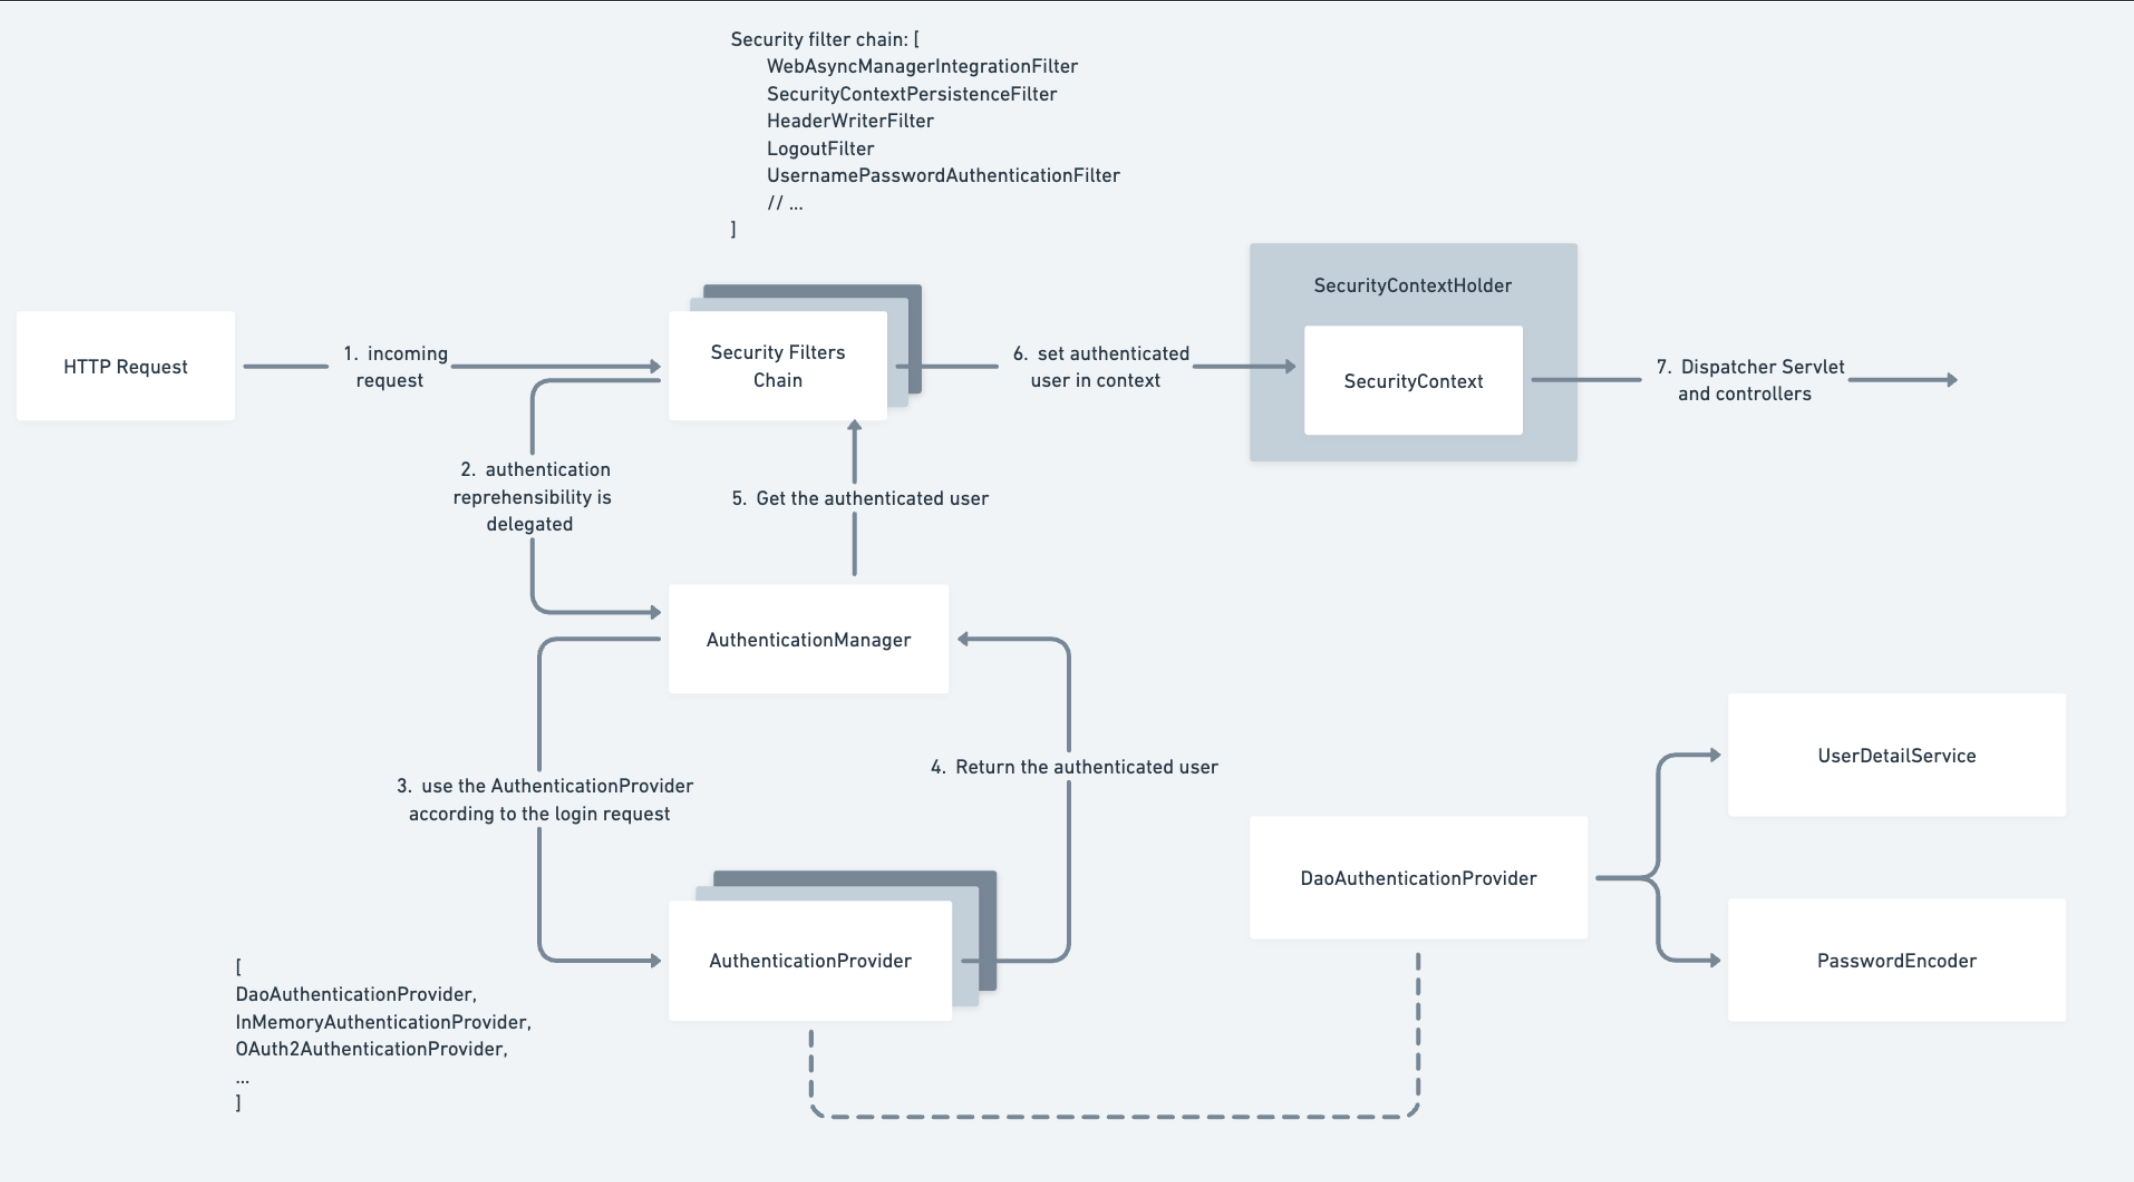 Security filter chain: [
WebAsyncManagerIntegrationFilter
SecurityContextPersistenceFilter
HeaderWriterFilter
LogoutFilter
UsernamePasswordAuthenticationFilter
// ...
]
HTTP Request
1. incoming
request
Security Filters
Chain
6. set authenticated
user in context
SecurityContextHolder
SecurityContext
7. Dispatcher Servlet
and controllers
2. authentication
reprehensibility is
delegated
5. Get the authenticated user
AuthenticationManager
3. use the AuthenticationProvider
according to the login request
4. Return the authenticated user
AuthenticationProvider
[
DaoAuthenticationProvider,
InMemoryAuthenticationProvider,
OAuth2AuthenticationProvider,
...
]
DaoAuthenticationProvider
UserDetailService
PasswordEncoder